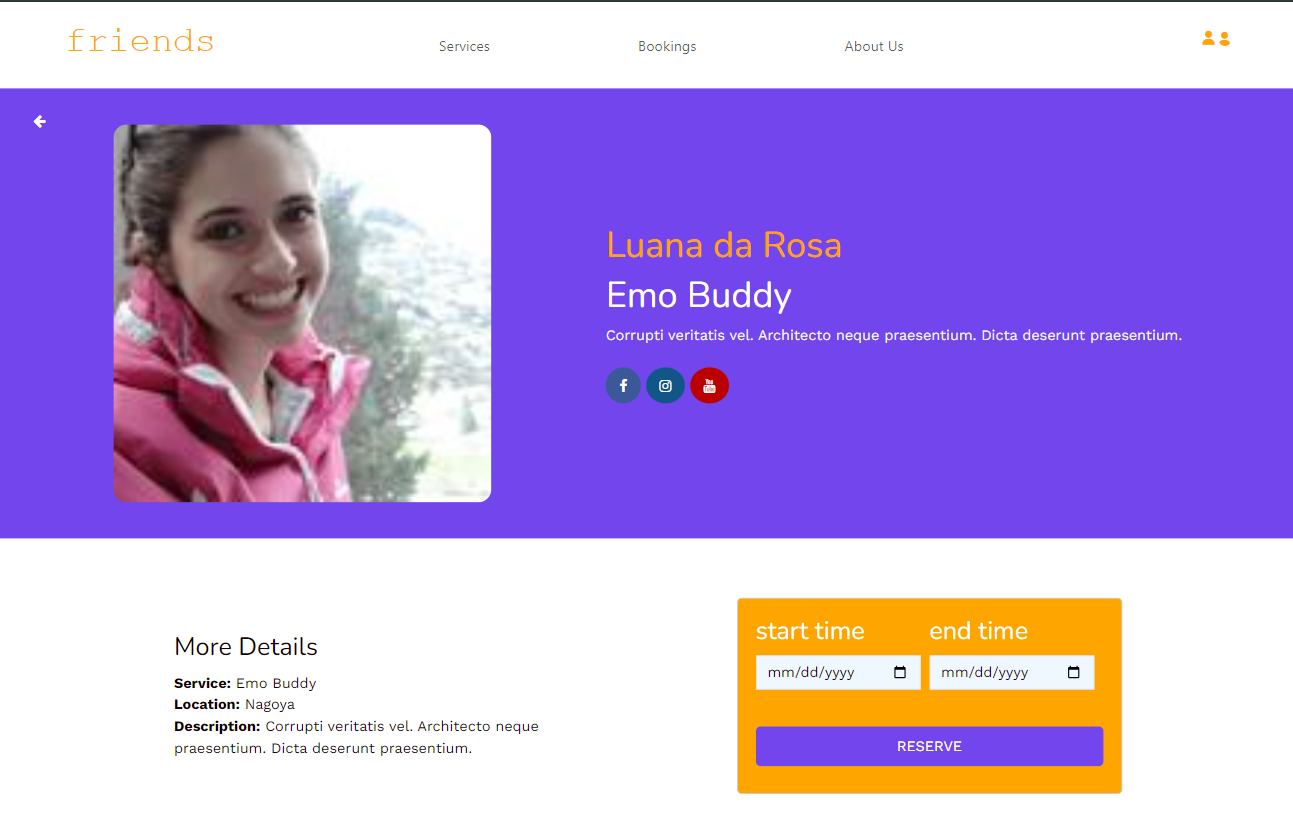 friends
Services
Bookings
About Us
Luana da Rosa
Emo Buddy
Corrupti veritatis vel. Architecto neque praesentium. Dicta deserunt praesentium.
More Details
Service: Emo Buddy
Location: Nagoya
Description: Corrupti veritatis vel. Architecto neque
praesentium. Dicta deserunt praesentium.
start time
end time
mm/dd/yyyy
mm/dd/yyyy
RESERVE